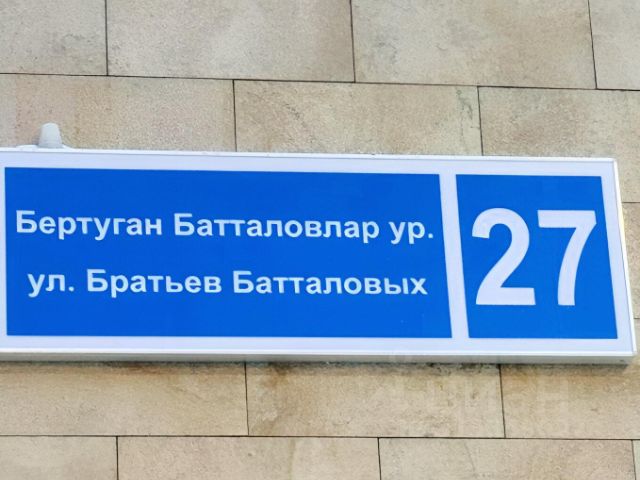 Бертуган Батталовлар ур.
ул. Братьев Батталовых
27